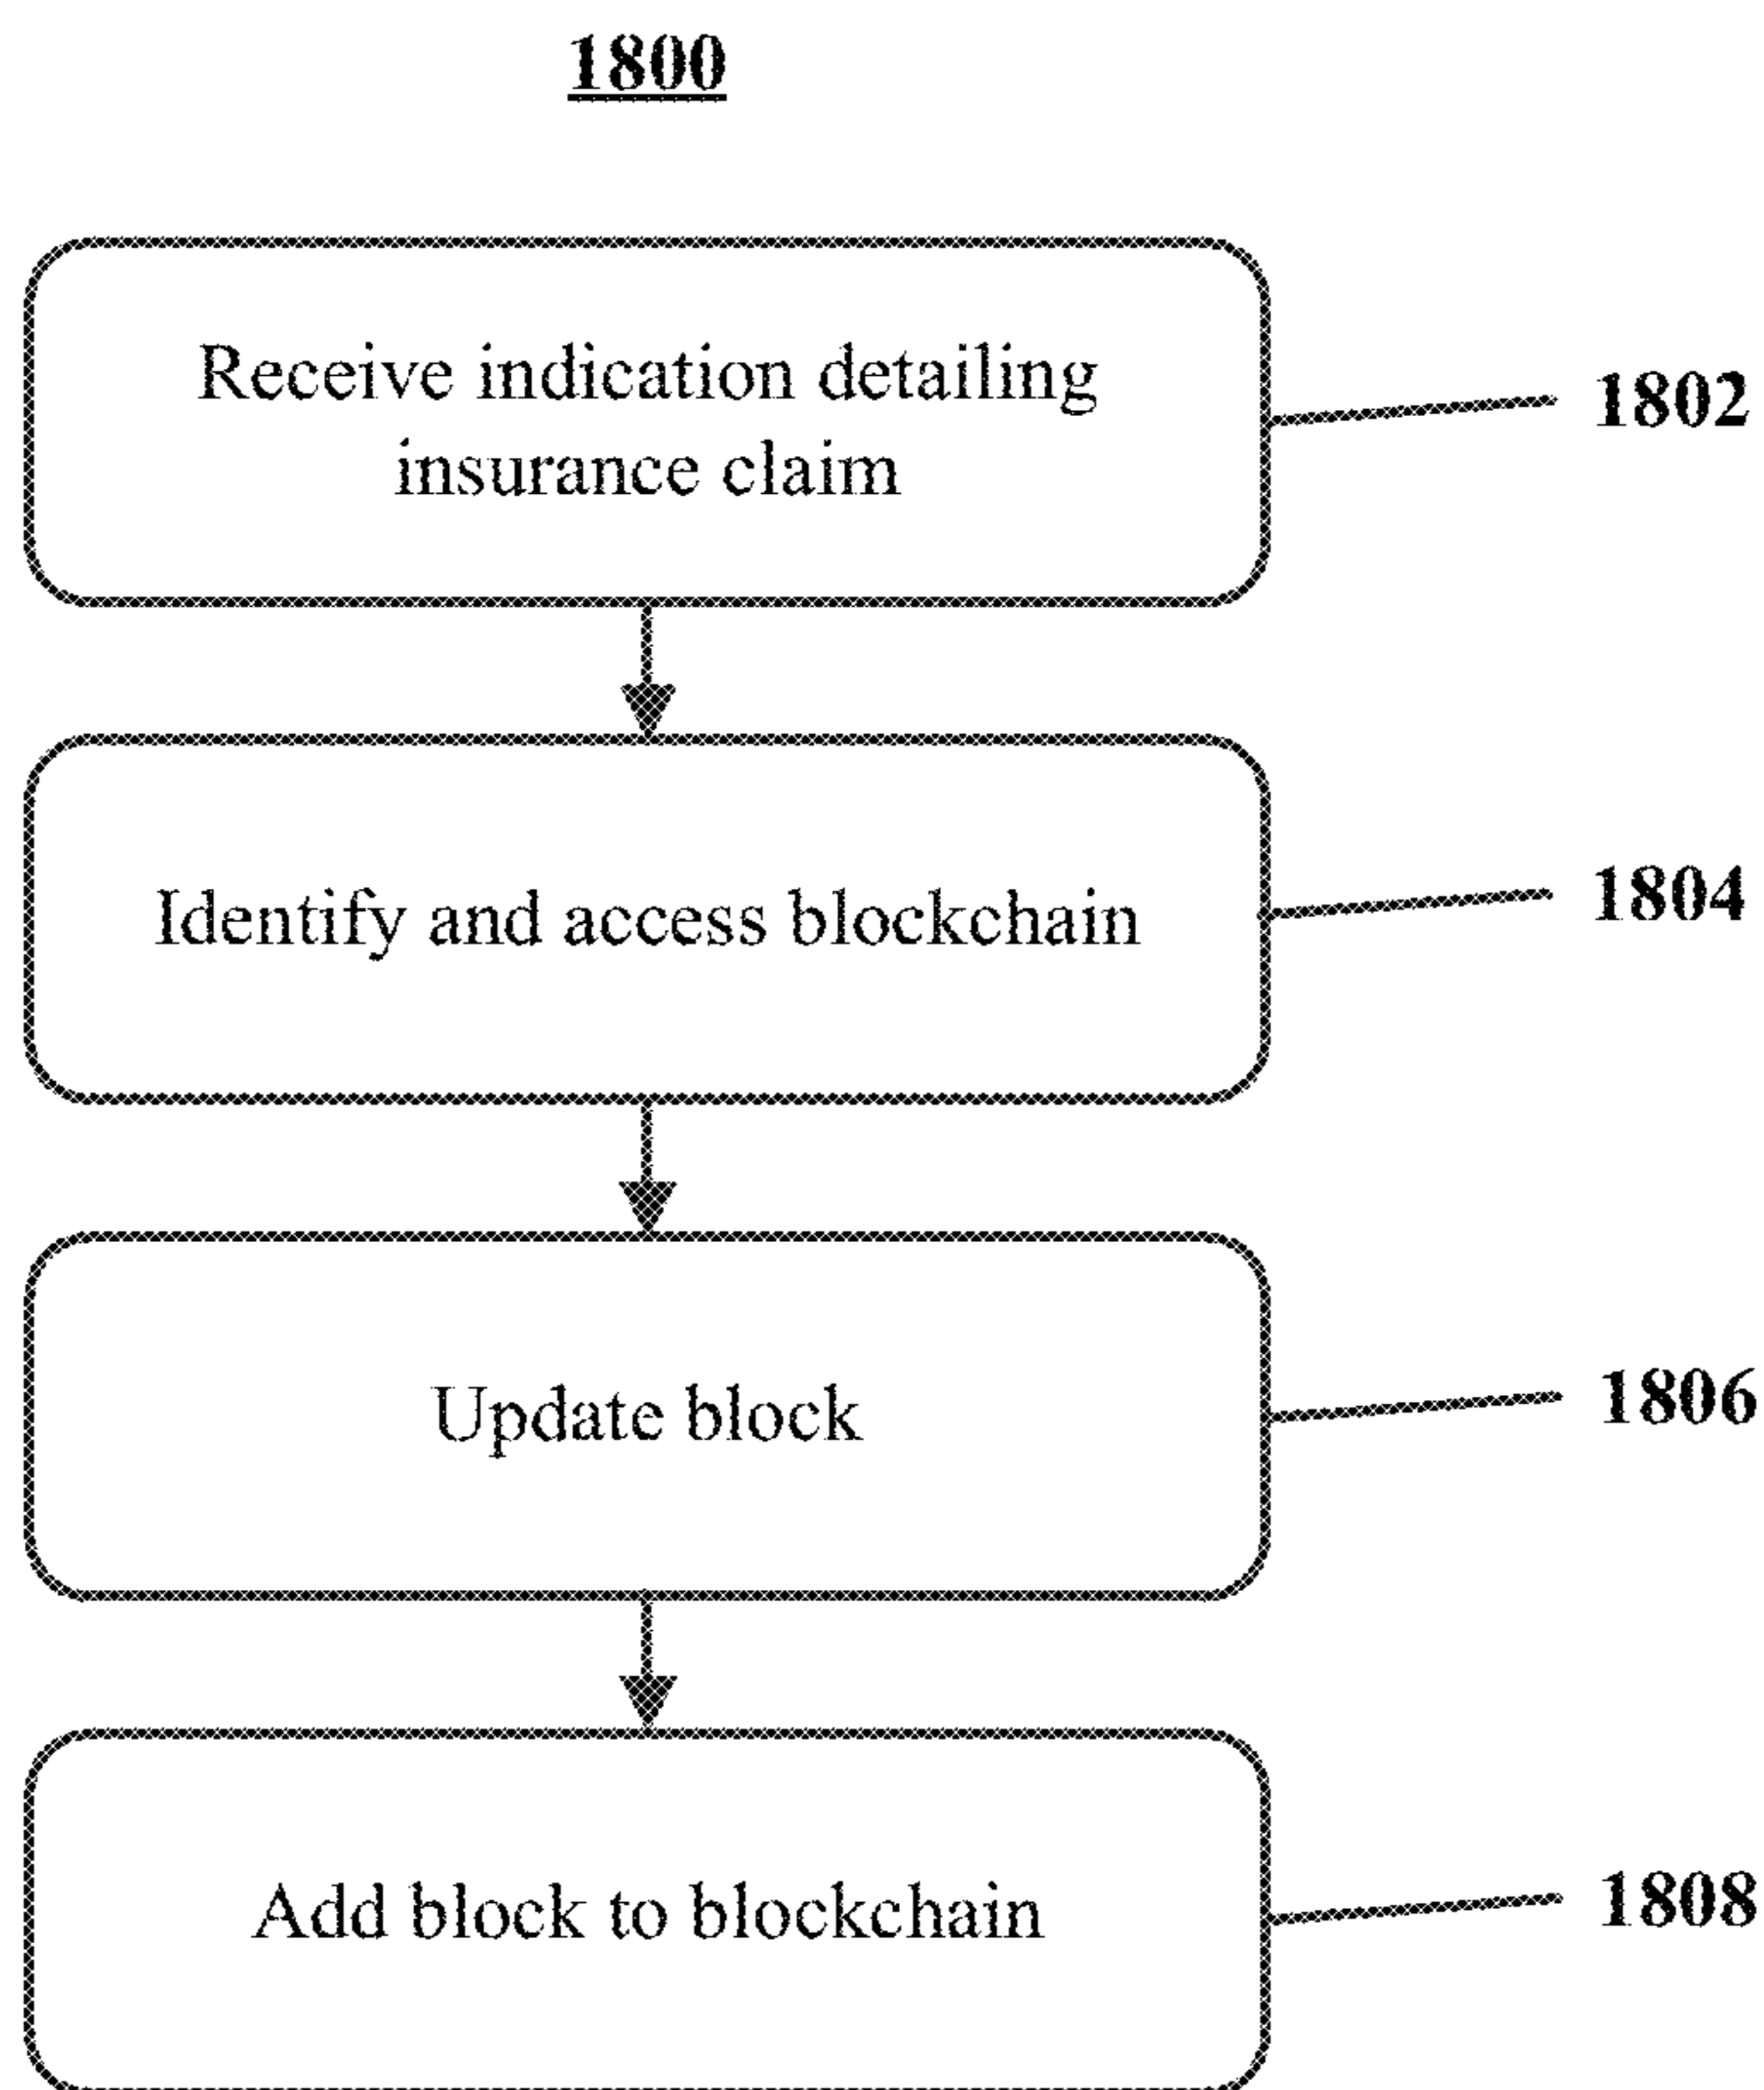 1800
Receive indication detailing
insurance claim
1802
Identify and access blockchain
1804
Update block
1806
Add block to blockchain
1808